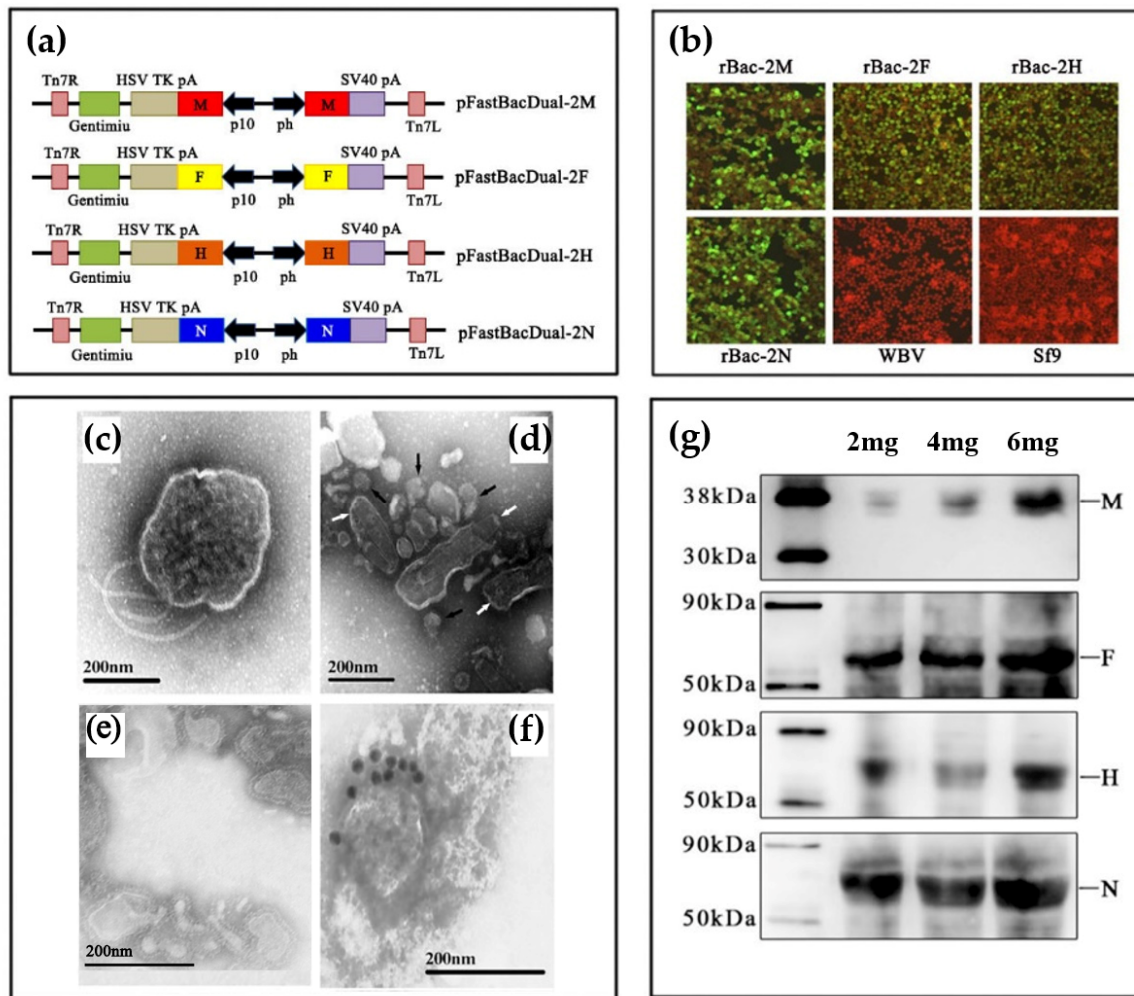 (a)
Tn7R HSV TK pA SV40 pA
M M pFastBacDual-2M
Gentimiu p10 ph Tn7L
Tn7R HSV TK pA SV40 pA
F F pFastBacDual-2F
Gentimiu p10 ph Tn7L
Tn7R HSV TK pA SV40 pA
H H pFastBacDual-2H
Gentimiu p10 ph Tn7L
Tn7R HSV TK pA SV40 pA
N N pFastBacDual-2N
Gentimiu p10 ph Tn7L
(b)
rBac-2M rBac-2F rBac-2H
rBac-2N WBV Sf9
(c)
200nm
(d)
200nm
(e)
200nm
(f)
200nm
(g)
2mg 4mg 6mg
38kDa M
30kDa
90kDa
F
50kDa
90kDa
H
50kDa
90kDa
N
50kDa